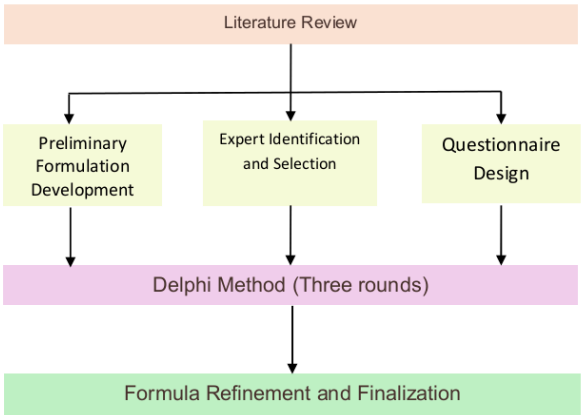 Literature Review
Preliminary
Formulation
Development
Expert Identification
and Selection
Questionnaire
Design
Delphi Method (Three rounds)
Formula Refinement and Finalization